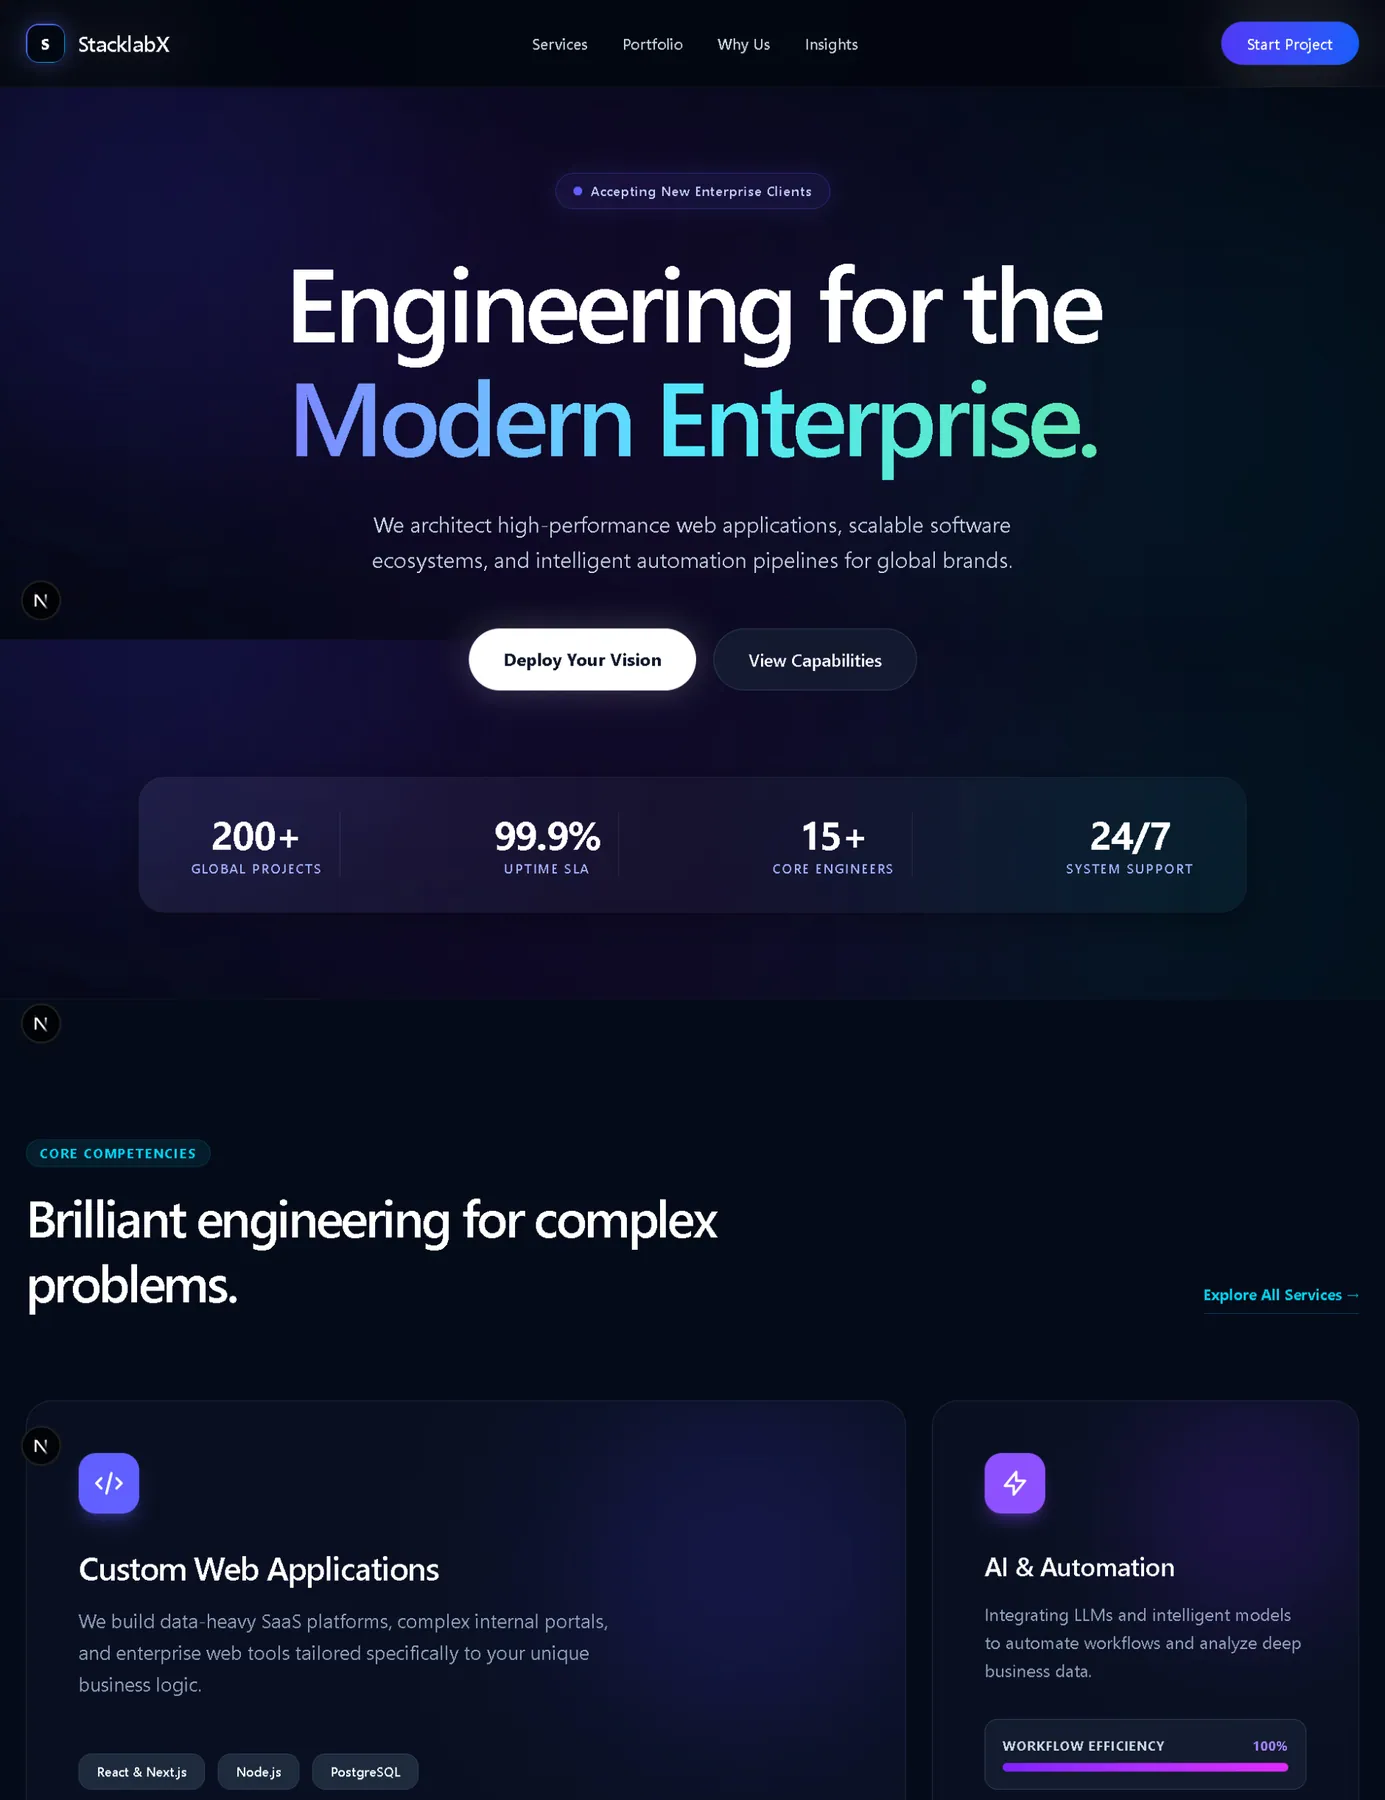 S StacklabX
Services Portfolio Why Us Insights
Start Project
Accepting New Enterprise Clients
Engineering for the
Modern Enterprise.
We architect high-performance web applications, scalable software
ecosystems, and intelligent automation pipelines for global brands.
N
Deploy Your Vision
View Capabilities
200+
GLOBAL PROJECTS
99.9%
UPTIME SLA
15+
CORE ENGINEERS
24/7
SYSTEM SUPPORT
N
CORE COMPETENCIES
Brilliant engineering for complex
problems.
Explore All Services →
N
</>
Custom Web Applications
We build data-heavy SaaS platforms, complex internal portals,
and enterprise web tools tailored specifically to your unique
business logic.
React & Next.js
Node.js
PostgreSQL
AI & Automation
Integrating LLMs and intelligent models
to automate workflows and analyze deep
business data.
WORKFLOW EFFICIENCY 100%